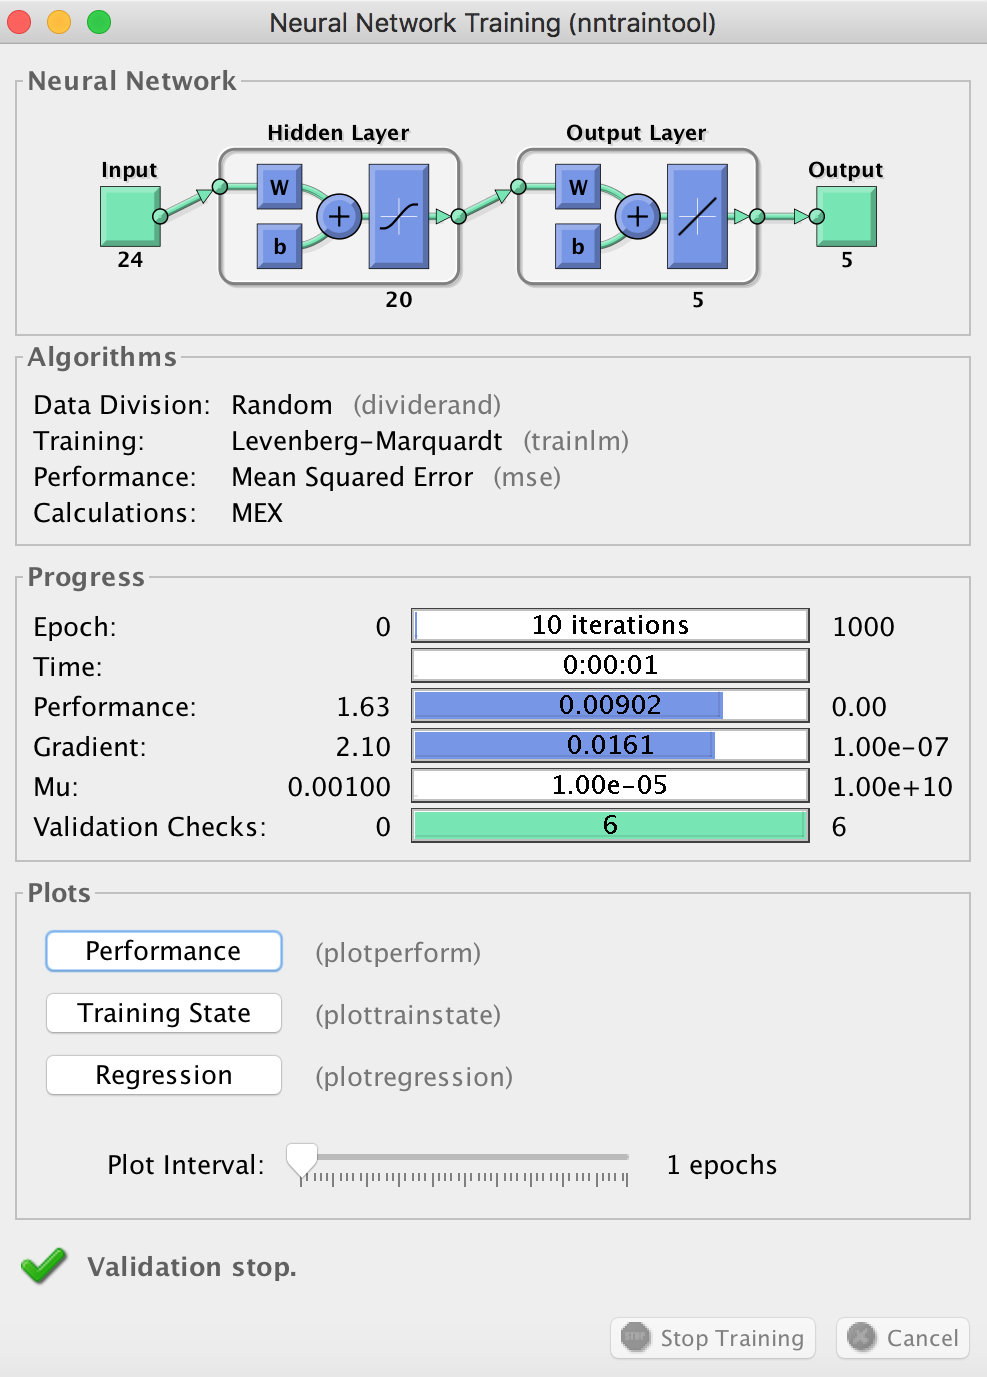 Neural Network Training (nntraintool)
Neural Network
Hidden Layer Output Layer
Input Output
W W
+ +
b b
24 5
20 5
Algorithms
Data Division: Random (dividerand)
Training: Levenberg-Marquardt (trainlm)
Performance: Mean Squared Error (mse)
Calculations: MEX
Progress
Epoch: 0 10 iterations 1000
Time: 0:00:01
Performance: 1.63 0.00902 0.00
Gradient: 2.10 0.0161 1.00e-07
Mu: 0.00100 1.00e-05 1.00e+10
Validation Checks: 0 6 6
Plots
Performance (plotperform)
Training State (plottrainstate)
Regression (plotregression)
Plot Interval: 1 epochs
Validation stop.
STOP Stop Training Cancel